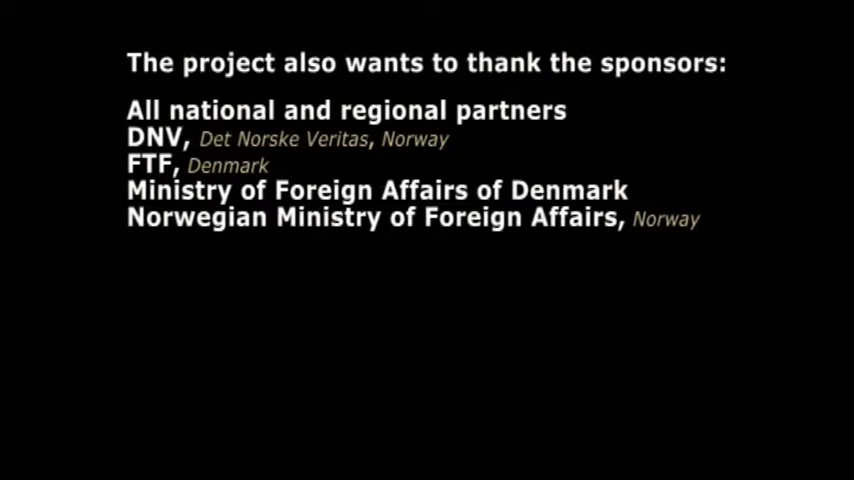 The project also wants to thank the sponsors:
All national and regional partners
DNV, Det Norske Veritas, Norway
FTF, Denmark
Ministry of Foreign Affairs of Denmark
Norwegian Ministry of Foreign Affairs, Norway